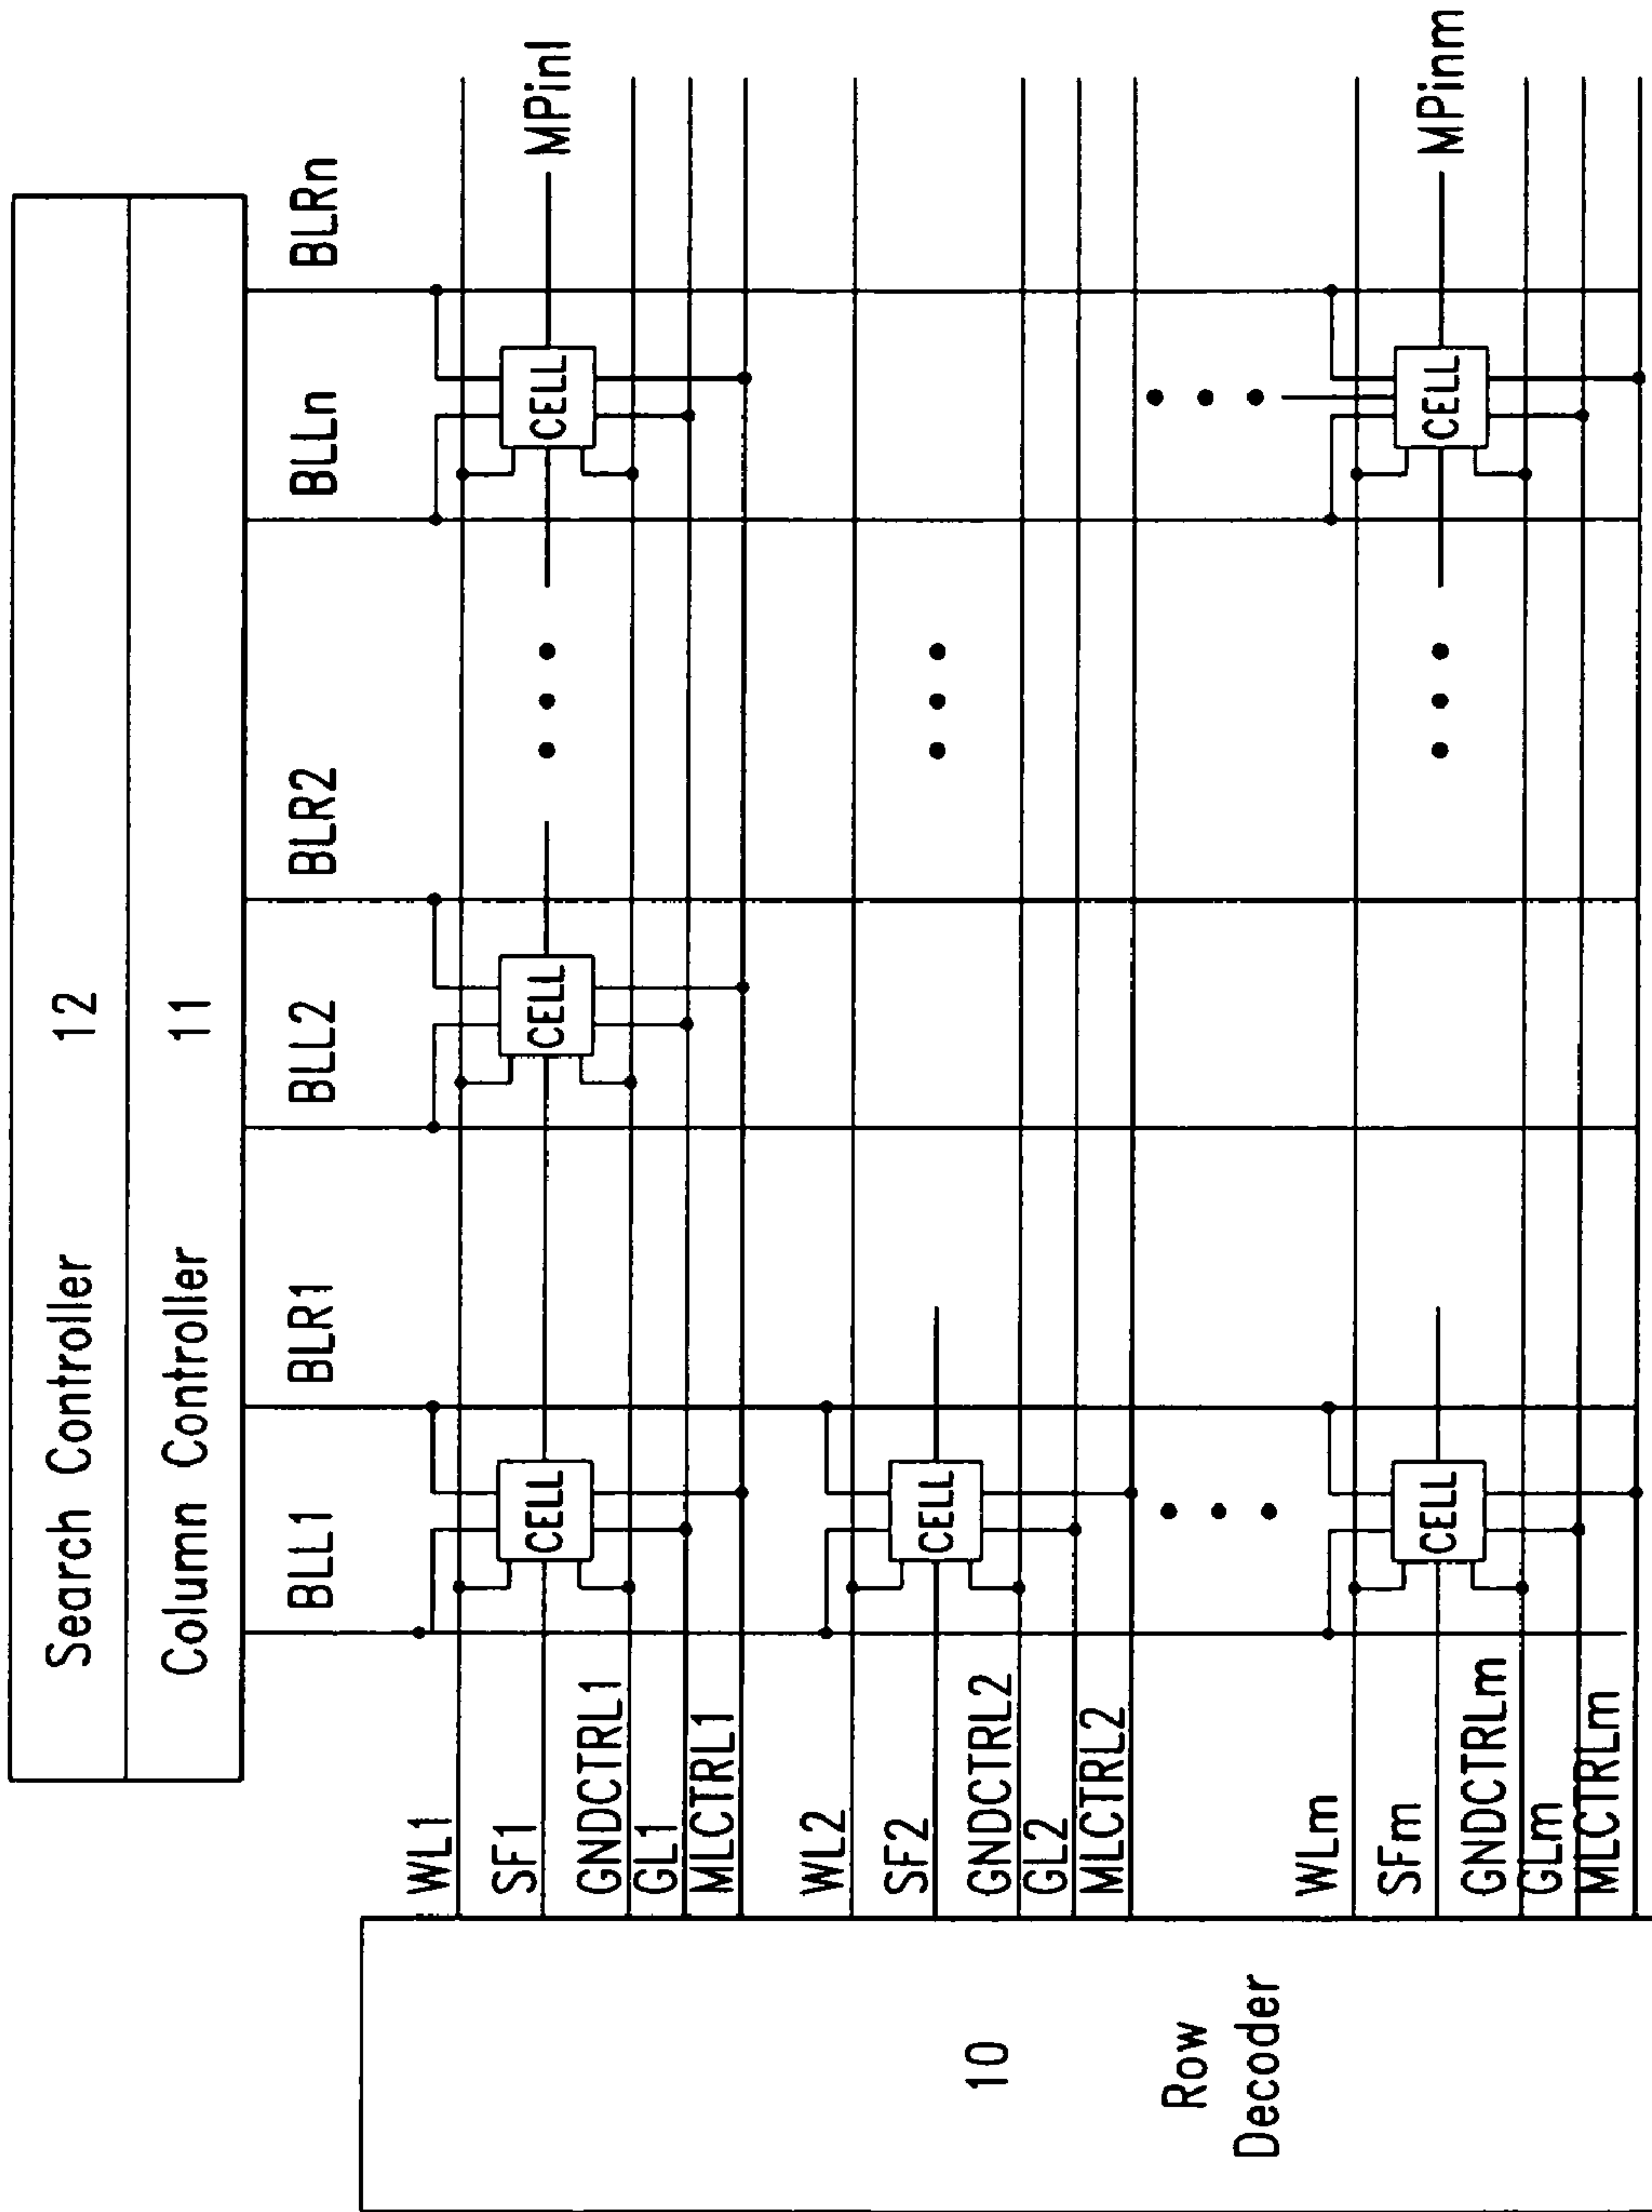 Search Controller 12
Column Controller 11
BLL1 BLR1 BLL2 BLR2 BLLn BLRn
WL1
SF1 CELL CELL CELL MPinl
GNDCTRL1
GL1
MLCTRL1
WL2
SF2 CELL
GNDCTRL2
GL2
MLCTRL2
WLm
SFm CELL CELL MPinm
GNDCTRLm
GLm
MLCTRLm
10
Row
Decoder